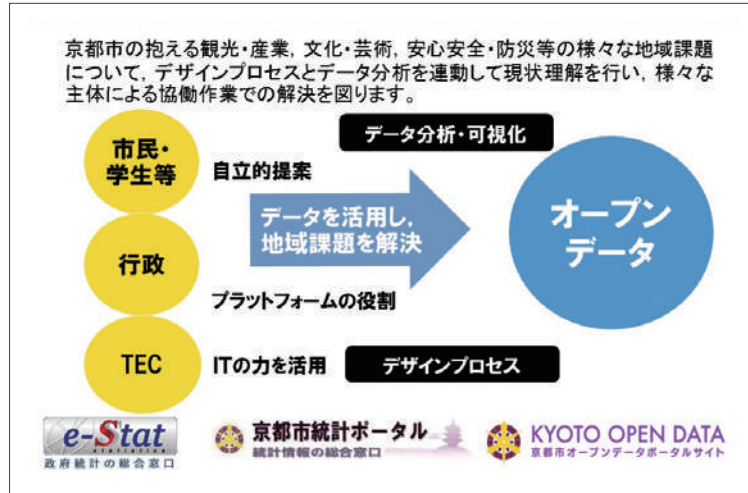 京都市の抱える観光・産業，文化・芸術，安心安全・防災等の様々な地域課題
について，デザインプロセスとデータ分析を連動して現状理解を行い，様々な
主体による協働作業での解決を図ります。
データ分析・可視化
市民・
学生等
自立的提案
データを活用し，
地域課題を解決
オープン
データ
行政
プラットフォームの役割
TEC
ITの力を活用
デザインプロセス
e-Stat
statistics
政府統計の総合窓口
京都市統計ポータル
統計情報の総合窓口
KYOTO OPEN DATA
京都市オープンデータポータルサイト